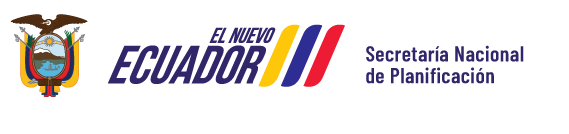 EL NUEVO
ECUADOR
Secretaría Nacional
de Planificación